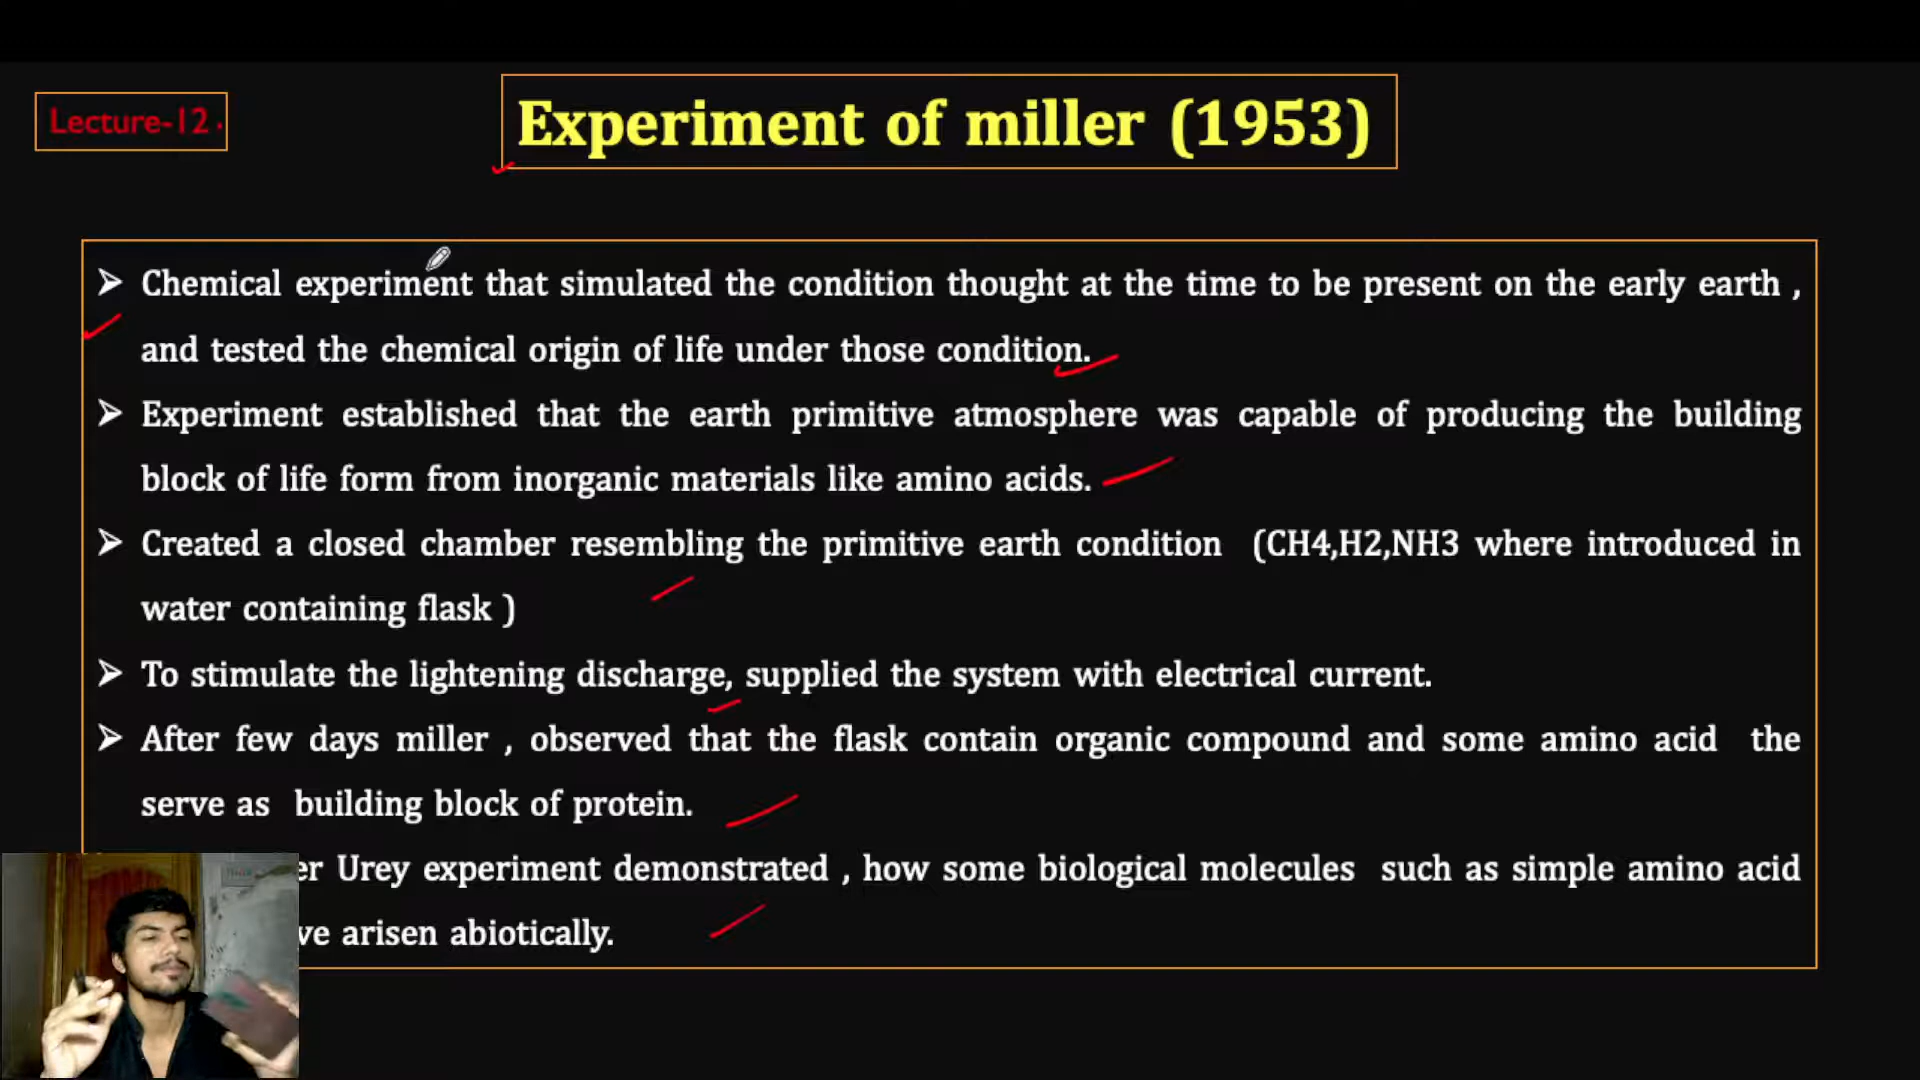 Lecture-12
Experiment of miller (1953)
➢ Chemical experiment that simulated the condition thought at the time to be present on the early earth ,
and tested the chemical origin of life under those condition.
➢ Experiment established that the earth primitive atmosphere was capable of producing the building
block of life form from inorganic materials like amino acids.
➢ Created a closed chamber resembling the primitive earth condition (CH4,H2,NH3 where introduced in
water containing flask )
➢ To stimulate the lightening discharge, supplied the system with electrical current.
➢ After few days miller , observed that the flask contain organic compound and some amino acid the
serve as building block of protein.
er Urey experiment demonstrated , how some biological molecules such as simple amino acid
ve arisen abiotically.